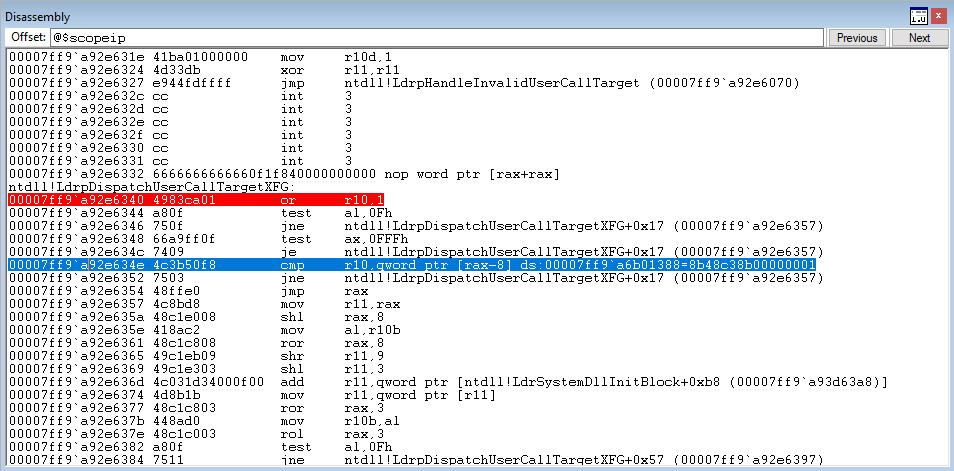 Disassembly
Offset: @$scopeip Previous Next
00007ff9`a92e631e 41ba01000000 mov r10d,1
00007ff9`a92e6324 4d33db xor r11,r11
00007ff9`a92e6327 e944fdffff jmp ntdll!LdrpHandleInvalidUserCallTarget (00007ff9`a92e6070)
00007ff9`a92e632c cc int 3
00007ff9`a92e632d cc int 3
00007ff9`a92e632e cc int 3
00007ff9`a92e632f cc int 3
00007ff9`a92e6330 cc int 3
00007ff9`a92e6331 cc int 3
00007ff9`a92e6332 6666666666660f1f840000000000 nop word ptr [rax+rax]
ntdll!LdrpDispatchUserCallTargetXFG:
00007ff9`a92e6340 4983ca01 or r10,1
00007ff9`a92e6344 a80f test al,0Fh
00007ff9`a92e6346 750f jne ntdll!LdrpDispatchUserCallTargetXFG+0x17 (00007ff9`a92e6357)
00007ff9`a92e6348 66a9ff0f test ax,0FFFh
00007ff9`a92e634c 7409 je ntdll!LdrpDispatchUserCallTargetXFG+0x17 (00007ff9`a92e6357)
00007ff9`a92e634e 4c3b50f8 cmp r10,qword ptr [rax-8] ds:00007ff9`a6b01388=8b48c38b00000001
00007ff9`a92e6352 7503 jne ntdll!LdrpDispatchUserCallTargetXFG+0x17 (00007ff9`a92e6357)
00007ff9`a92e6354 48ffe0 jmp rax
00007ff9`a92e6357 4c8bd8 mov r11,rax
00007ff9`a92e635a 48c1e008 shl rax,8
00007ff9`a92e635e 418ac2 mov al,r10b
00007ff9`a92e6361 48c1c808 ror rax,8
00007ff9`a92e6365 49c1eb09 shr r11,9
00007ff9`a92e6369 49c1e303 shl r11,3
00007ff9`a92e636d 4c031d34000f00 add r11,qword ptr [ntdll!LdrSystemDllInitBlock+0xb8 (00007ff9`a93d63a8)]
00007ff9`a92e6374 4d8b1b mov r11,qword ptr [r11]
00007ff9`a92e6377 48c1c803 ror rax,3
00007ff9`a92e637b 448ad0 mov r10b,al
00007ff9`a92e637e 48c1c003 rol rax,3
00007ff9`a92e6382 a80f test al,0Fh
00007ff9`a92e6384 7511 jne ntdll!LdrpDispatchUserCallTargetXFG+0x57 (00007ff9`a92e6397)